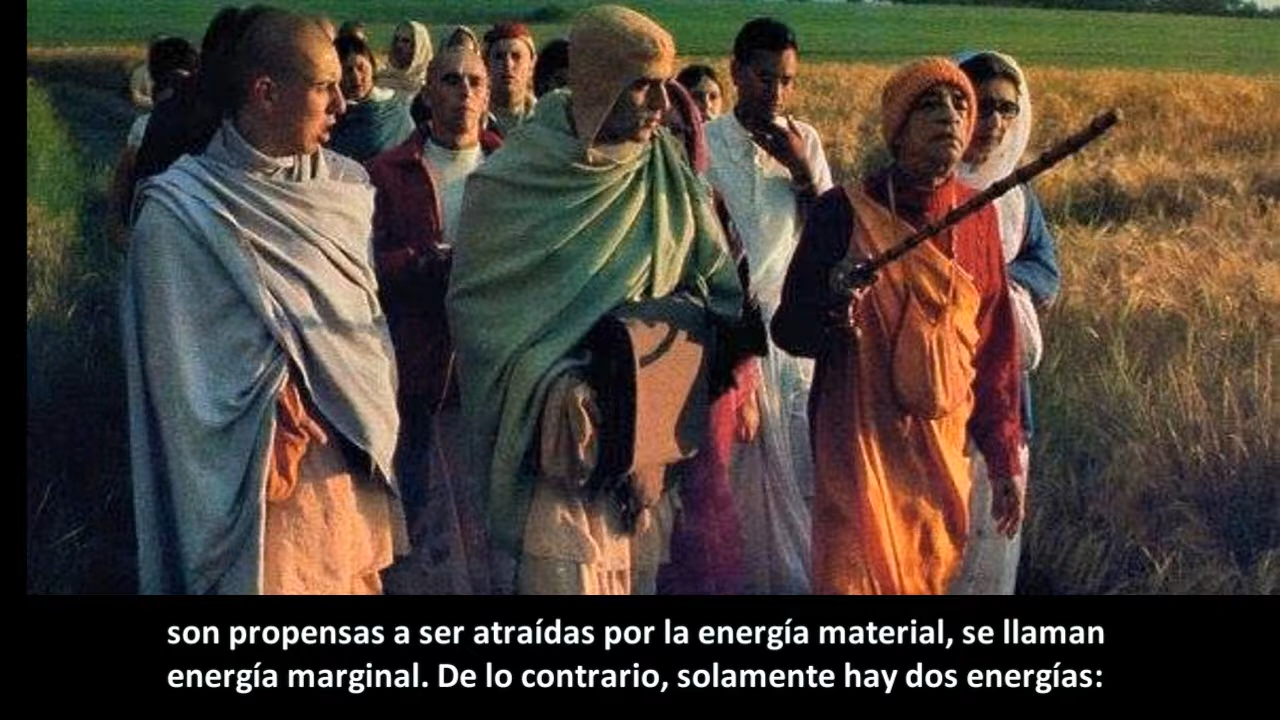 son propensas a ser atraídas por la energía material, se llaman
energía marginal. De lo contrario, solamente hay dos energías: